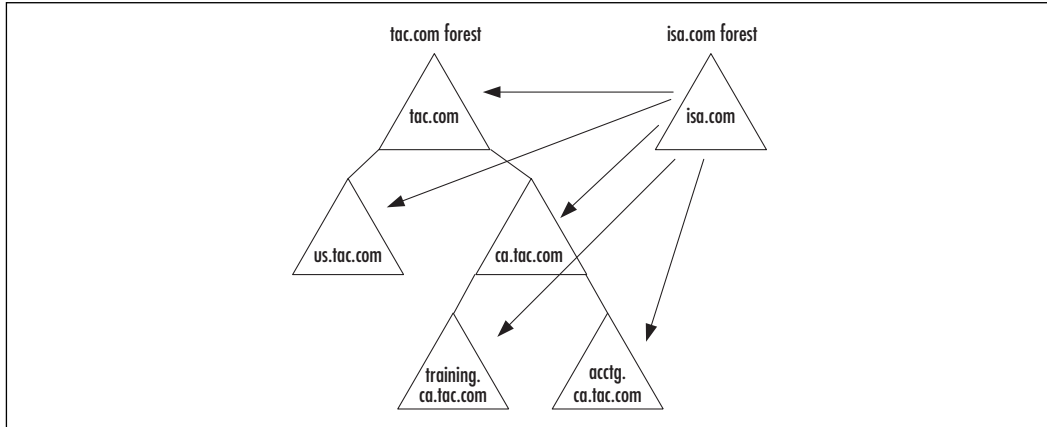 tac.com forest
isa.com forest
tac.com
isa.com
us.tac.com
ca.tac.com
training.
ca.tac.com
acctg.
ca.tac.com